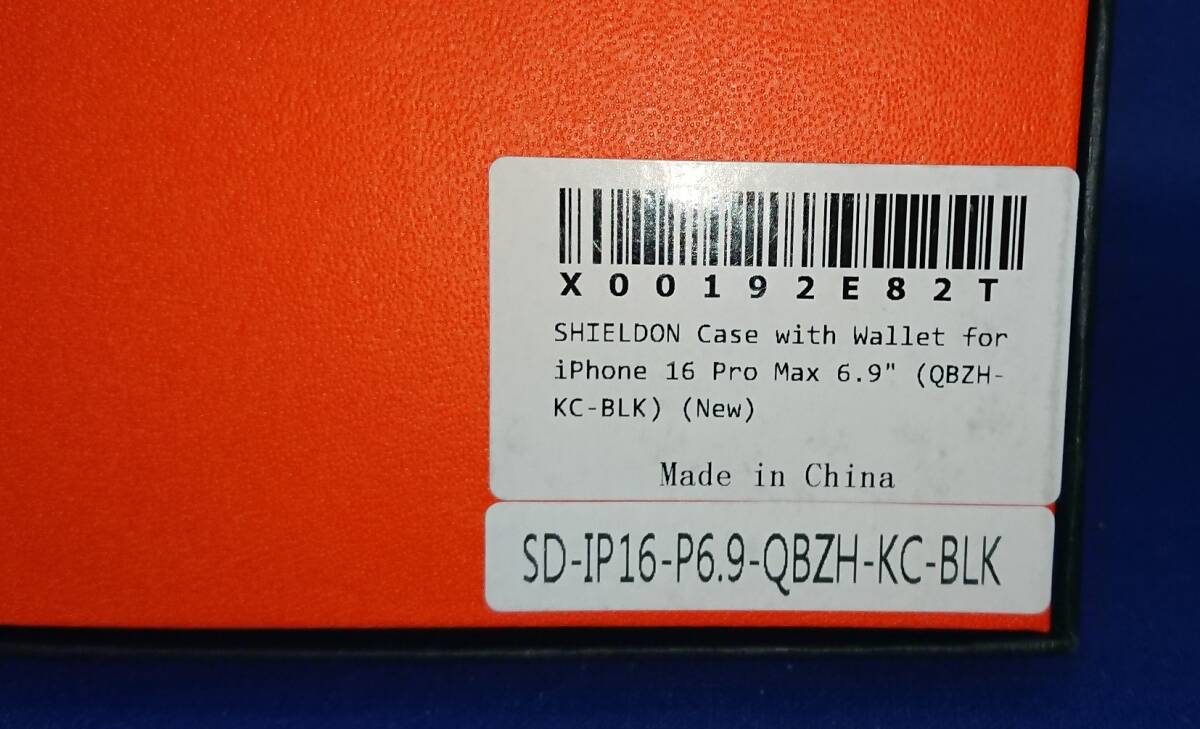 X00192E82T
SHIELDON Case with Wallet for
iPhone 16 Pro Max 6.9" (QBZH-
KC-BLK) (New)
Made in China
SD-IP16-P6.9-QBZH-KC-BLK